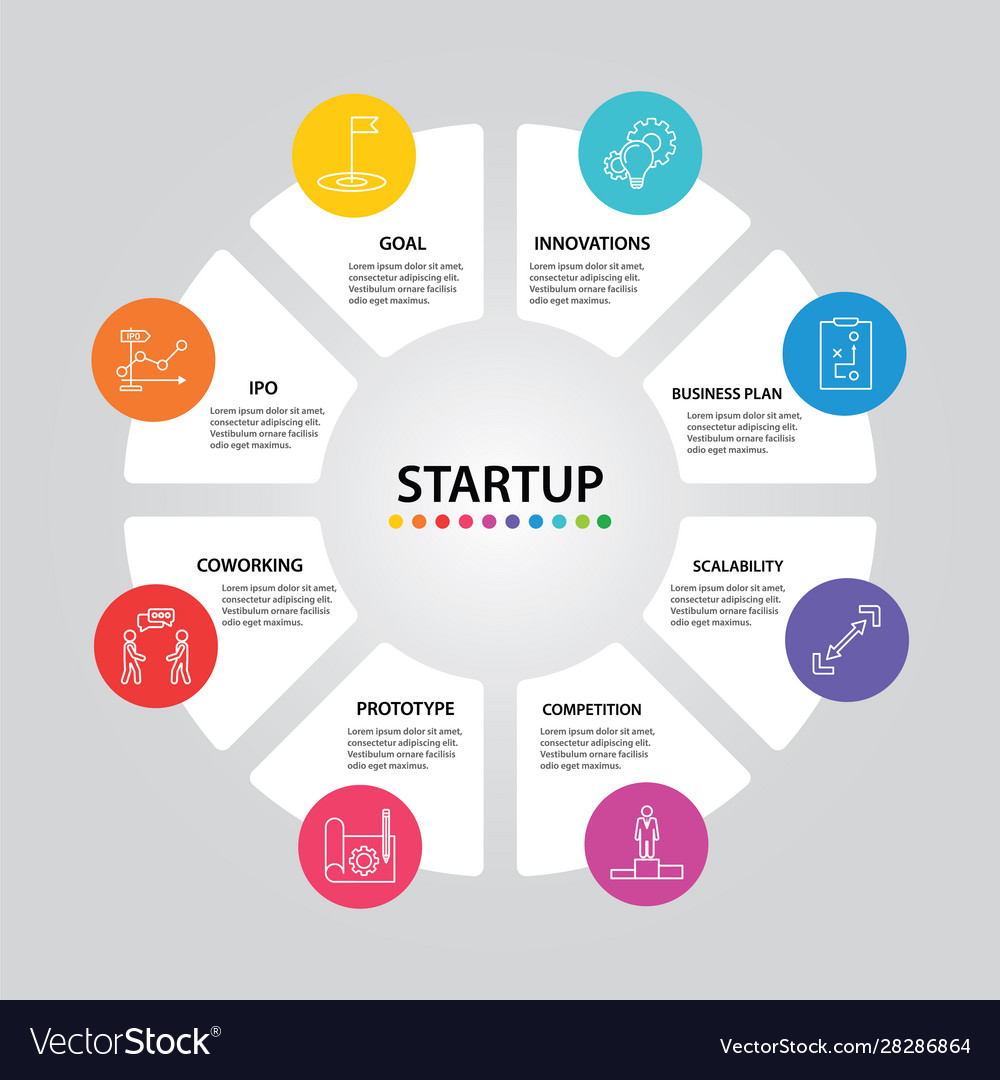 GOAL
Lorem ipsum dolor sit amet,
consectetur adipiscing elit.
Vestibulum ornare facilisis
odio eget maximus.
INNOVATIONS
Lorem ipsum dolor sit amet,
consectetur adipiscing elit.
Vestibulum ornare facilisis
odio eget maximus.
IPO
IPO
Lorem ipsum dolor sit amet,
consectetur adipiscing elit.
Vestibulum ornare facilisis
odio eget maximus.
BUSINESS PLAN
Lorem ipsum dolor sit amet,
consectetur adipiscing elit.
Vestibulum ornare facilisis
odio eget maximus.
STARTUP
COWORKING
Lorem ipsum dolor sit amet,
consectetur adipiscing elit.
Vestibulum ornare facilisis
odio eget maximus.
SCALABILITY
Lorem ipsum dolor sit amet,
consectetur adipiscing elit.
Vestibulum ornare facilisis
odio eget maximus.
PROTOTYPE
Lorem ipsum dolor sit amet,
consectetur adipiscing elit.
Vestibulum ornare facilisis
odio eget maximus.
COMPETITION
Lorem ipsum dolor sit amet,
consectetur adipiscing elit.
Vestibulum ornare facilisis
odio eget maximus.
VectorStock®
VectorStock.com/28286864